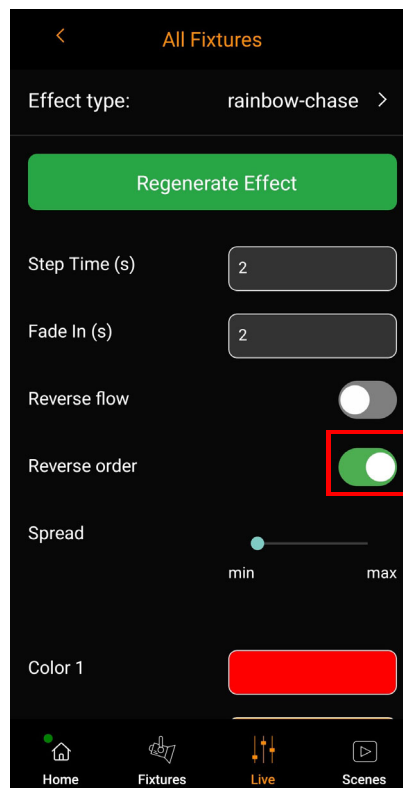 All Fixtures
Effect type: rainbow-chase
Regenerate Effect
Step Time (s) 2
Fade In (s) 2
Reverse flow
Reverse order
Spread
min max
Color 1
Home Fixtures Live Scenes